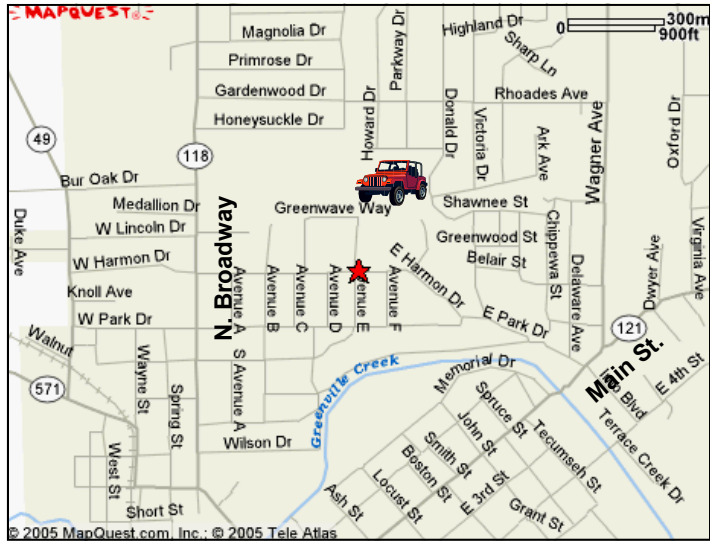 MAPQUEST
Magnolia Dr
Parkway Dr
Highland Dr
0 300m
900ft
Sharp Ln
Primrose Dr
Gardenwood Dr
Howard Dr
Donald Dr
Rhoades Ave
Victoria Dr
Honeysuckle Dr
Ark Ave
Wagner Ave
Oxford Dr
49
118
Bur Oak Dr
Medallion Dr
Greenwave Way
Shawnee St
Duke Ave
W Lincoln Dr
N. Broadway
Greenwood St
Chippewa St
Virginia Ave
W Harmon Dr
E Harmon Dr
Belair St
Delaware Ave
Dwyer Ave
Knoll Ave
Avenue A
Avenue B
Avenue C
Avenue D
Avenue E
Avenue F
W Park Dr
E Park Dr
121
Walnut
Wayne St
S Avenue A
Greenville Creek
Memorial Dr
Main St.
E 4th St
571
Spring St
Spruce St
Blvd
Terrace Creek Dr
John St
Tecumseh St
Wilson Dr
Smith St
Boston St
West St
Locust St
E 3rd St
Ash St
Grant St
Short St
© 2005 MapQuest.com, Inc.; © 2005 Tele Atlas